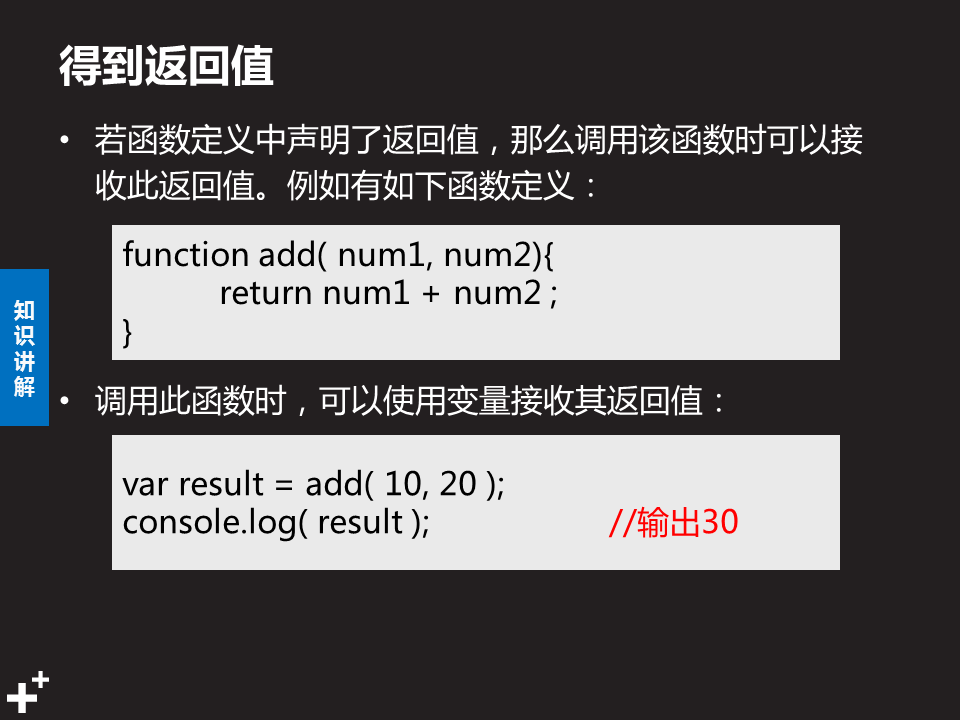 得到返回值
• 若函数定义中声明了返回值，那么调用该函数时可以接
收此返回值。例如有如下函数定义：
function add( num1, num2){
return num1 + num2 ;
}
知
识
讲
解
• 调用此函数时，可以使用变量接收其返回值：
var result = add( 10, 20 );
console.log( result ); //输出30